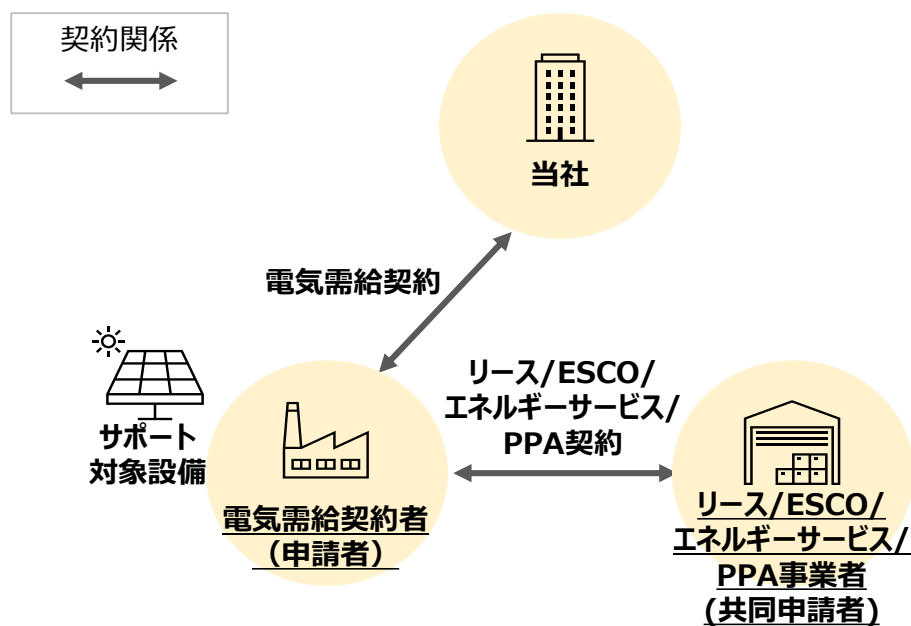 契約関係
当社
電気需給契約
リース/ESCO/
エネルギーサービス/
PPA契約
サポート
対象設備
電気需給契約者
（申請者）
リース/ESCO/
エネルギーサービス/
PPA事業者
(共同申請者)